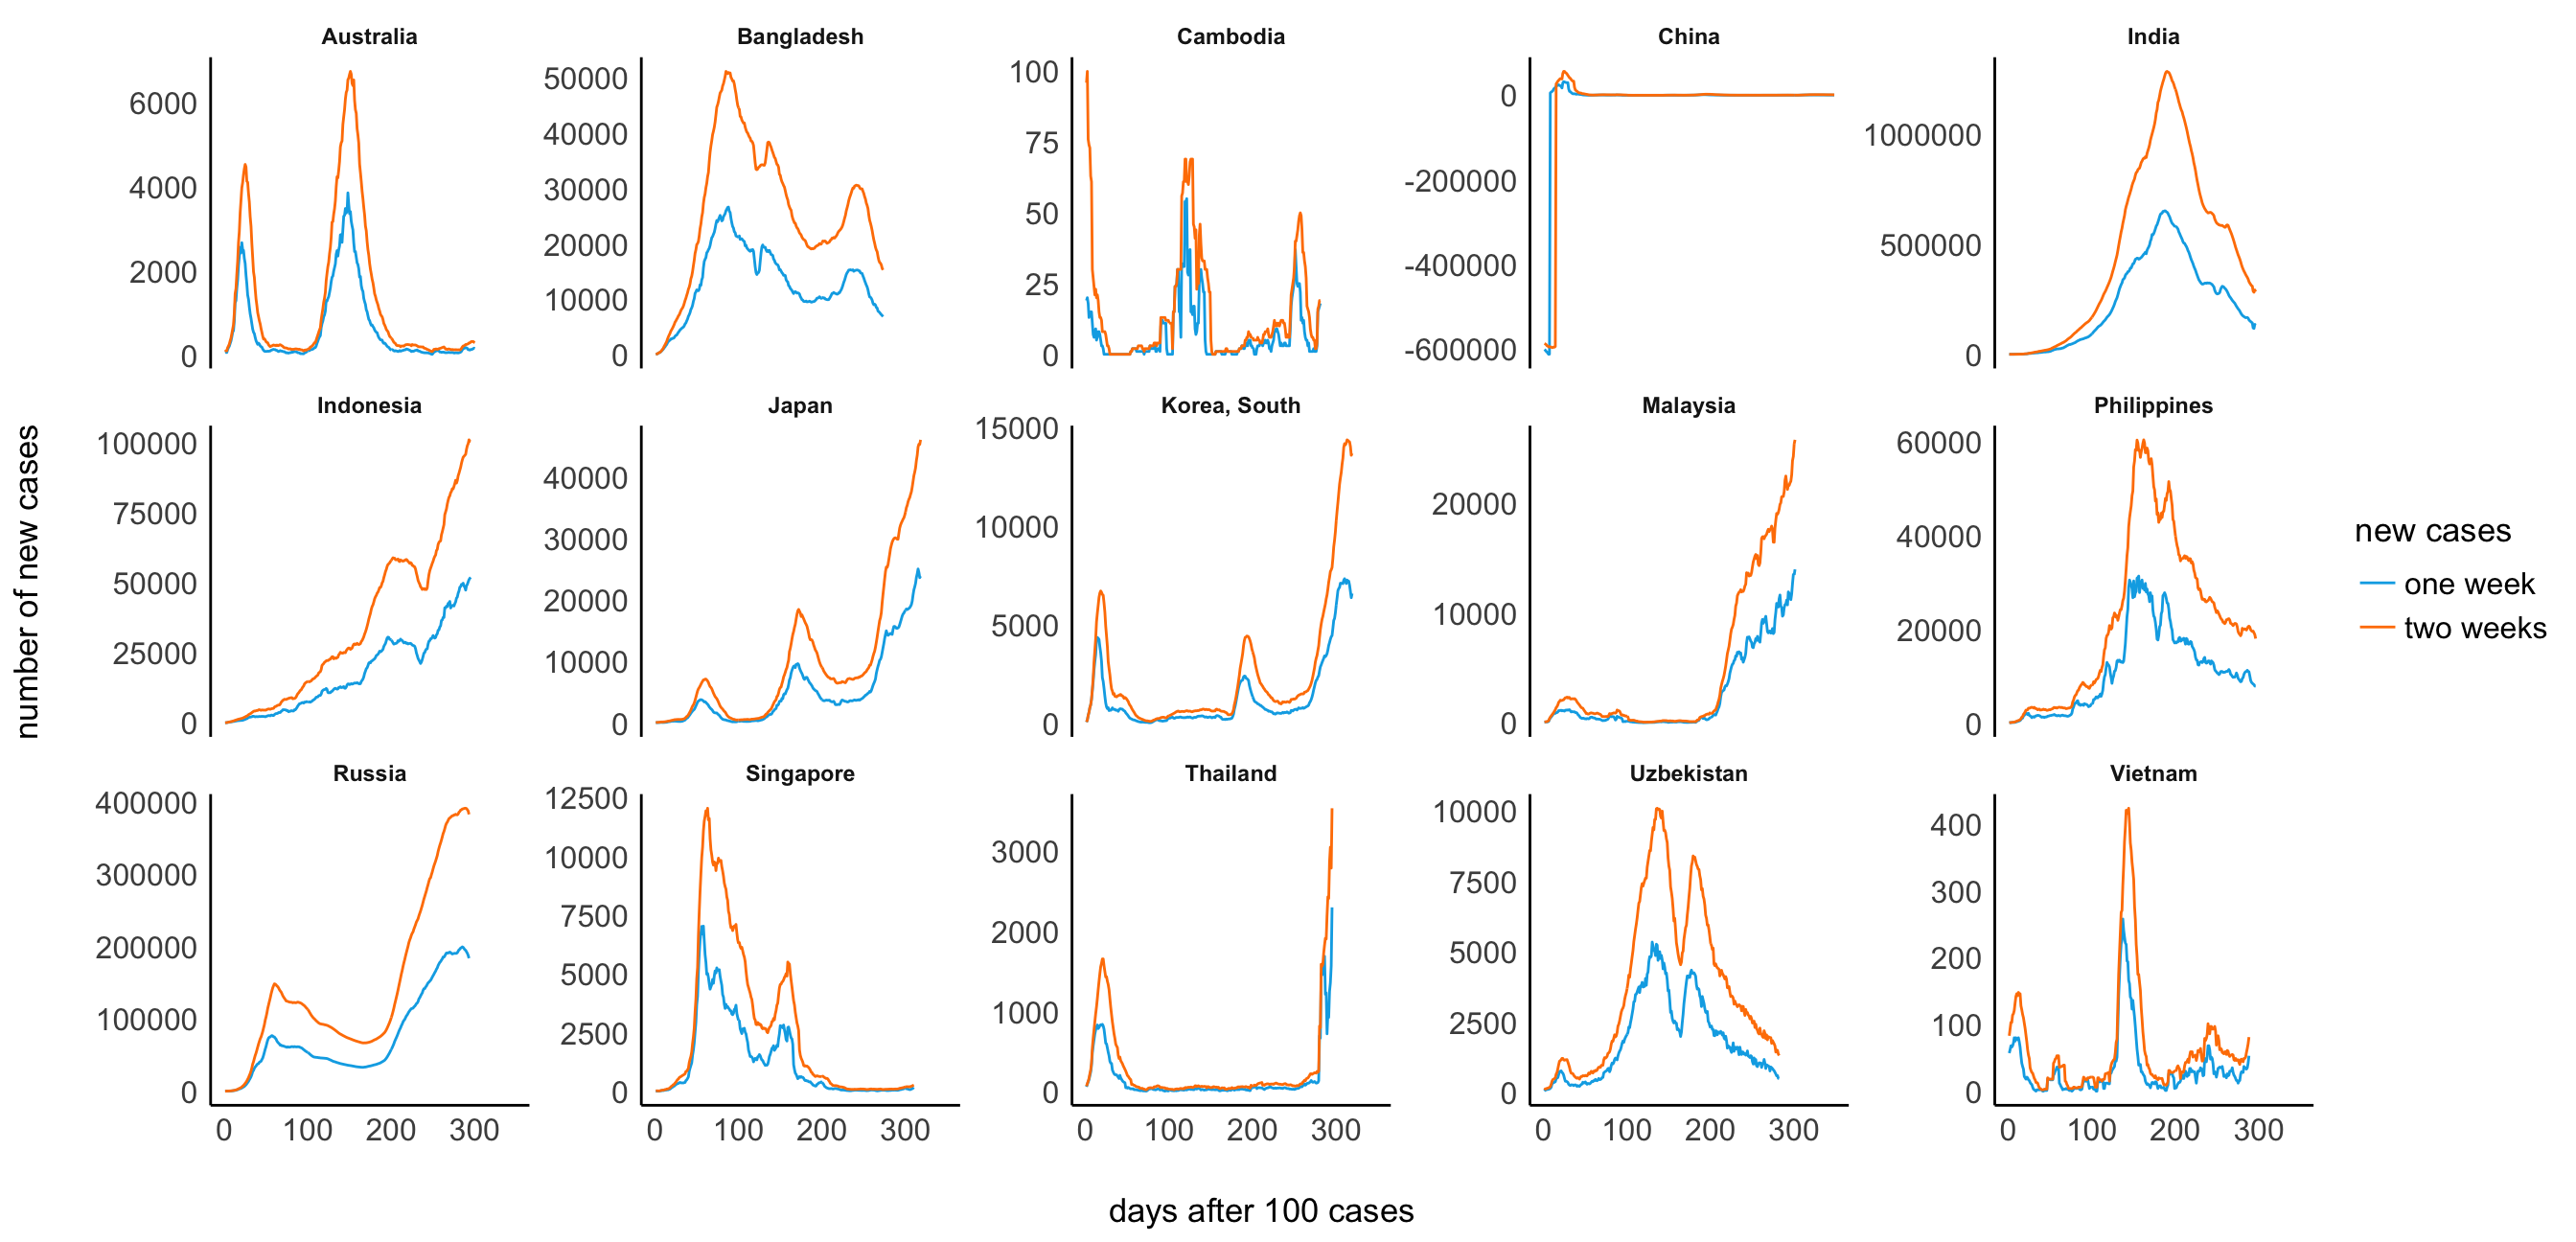 Australia
Bangladesh
Cambodia
China
India
6000
4000
2000
0
50000
40000
30000
20000
10000
0
100
75
50
25
0
0
-200000
-400000
-600000
1000000
500000
0
Indonesia
Japan
Korea, South
Malaysia
Philippines
100000
75000
50000
25000
0
40000
30000
20000
10000
0
15000
10000
5000
0
20000
10000
0
60000
40000
20000
0
Russia
Singapore
Thailand
Uzbekistan
Vietnam
400000
300000
200000
100000
0
12500
10000
7500
5000
2500
0
3000
2000
1000
0
10000
7500
5000
2500
0
400
300
200
100
0
0 100 200 300
0 100 200 300
0 100 200 300
0 100 200 300
0 100 200 300
days after 100 cases
number of new cases
new cases
one week
two weeks